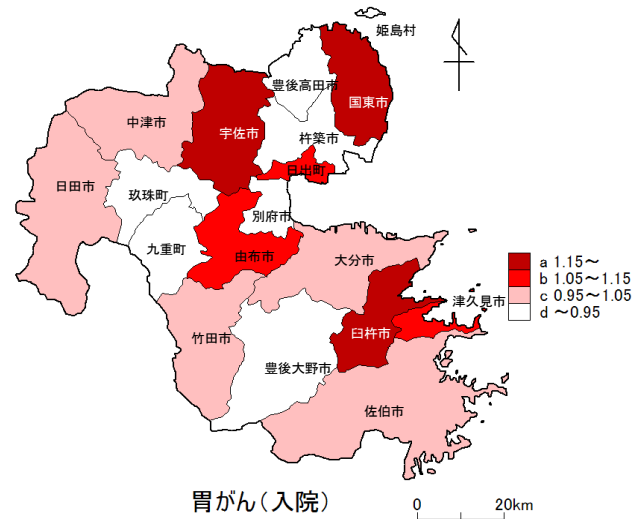 姫島村
豊後高田市
国東市
中津市
宇佐市
杵築市
日出町
日田市
玖珠町
別府市
九重町
由布市
大分市
a 1.15～
b 1.05～1.15
c 0.95～1.05
d ～0.95
津久見市
臼杵市
竹田市
豊後大野市
佐伯市
胃がん(入院)
0 20km